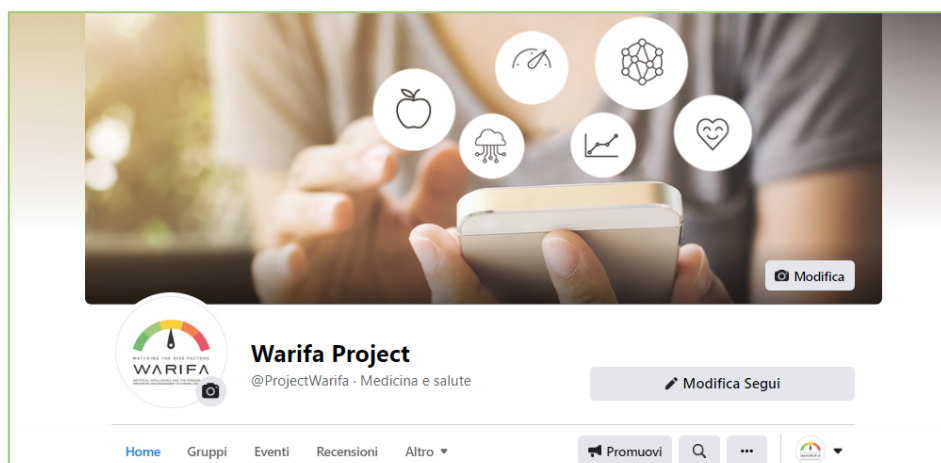 Modifica
WATCHING THE RISK FACTORS
WARIFA
Warifa Project
@ProjectWarifa · Medicina e salute
Modifica Segui
Home Gruppi Eventi Recensioni Altro
Promuovi